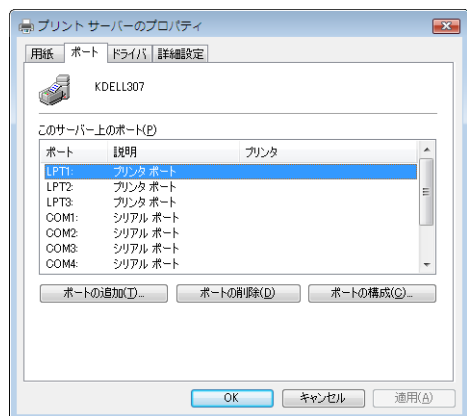 プリント サーバーのプロパティ
用紙 ポート ドライバ 詳細設定
KDELL307
このサーバー上のポート(P)
ポート 説明 プリンタ
LPT1: プリンタ ポート
LPT2: プリンタ ポート
LPT3: プリンタ ポート
COM1: シリアル ポート
COM2: シリアル ポート
COM3: シリアル ポート
COM4: シリアル ポート
ポートの追加(T)... ポートの削除(D) ポートの構成(C)...
OK キャンセル 適用(A)